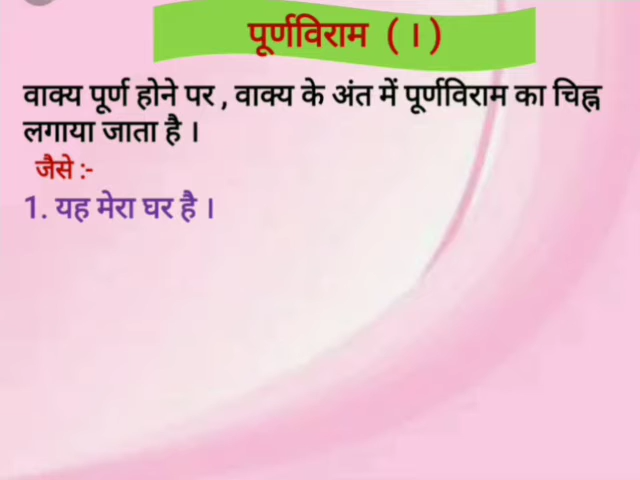 पूर्णविराम ( । )
वाक्य पूर्ण होने पर , वाक्य के अंत में पूर्णविराम का चिह्न
लगाया जाता है ।
जैसे :-
1. यह मेरा घर है ।